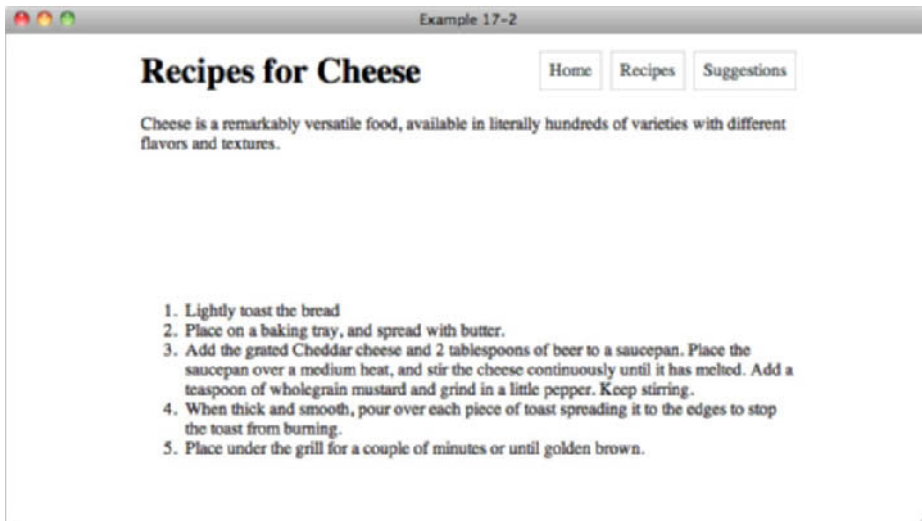 Example 17-2
Recipes for Cheese
Home Recipes Suggestions
Cheese is a remarkably versatile food, available in literally hundreds of varieties with different
flavors and textures.
1. Lightly toast the bread
2. Place on a baking tray, and spread with butter.
3. Add the grated Cheddar cheese and 2 tablespoons of beer to a saucepan. Place the
saucepan over a medium heat, and stir the cheese continuously until it has melted. Add a
teaspoon of wholegrain mustard and grind in a little pepper. Keep stirring.
4. When thick and smooth, pour over each piece of toast spreading it to the edges to stop
the toast from burning.
5. Place under the grill for a couple of minutes or until golden brown.